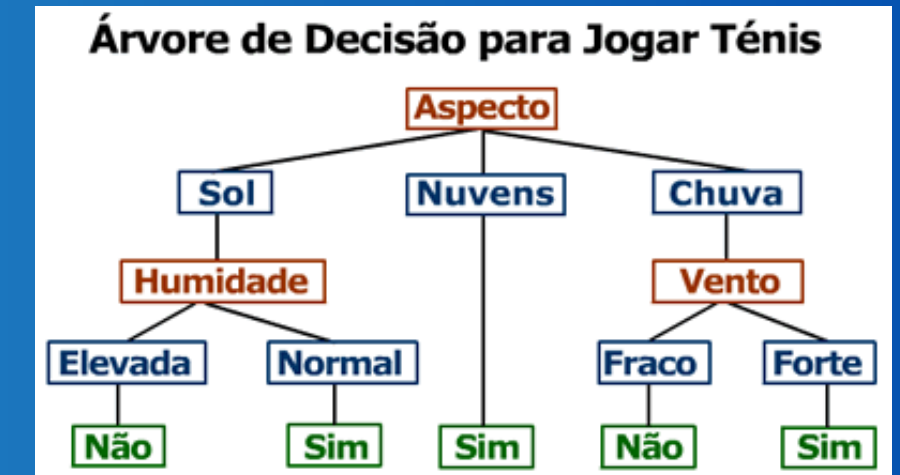 Árvore de Decisão para Jogar Ténis
Aspecto
Sol Nuvens Chuva
Humidade Vento
Elevada Normal Fraco Forte
Não Sim Sim Não Sim